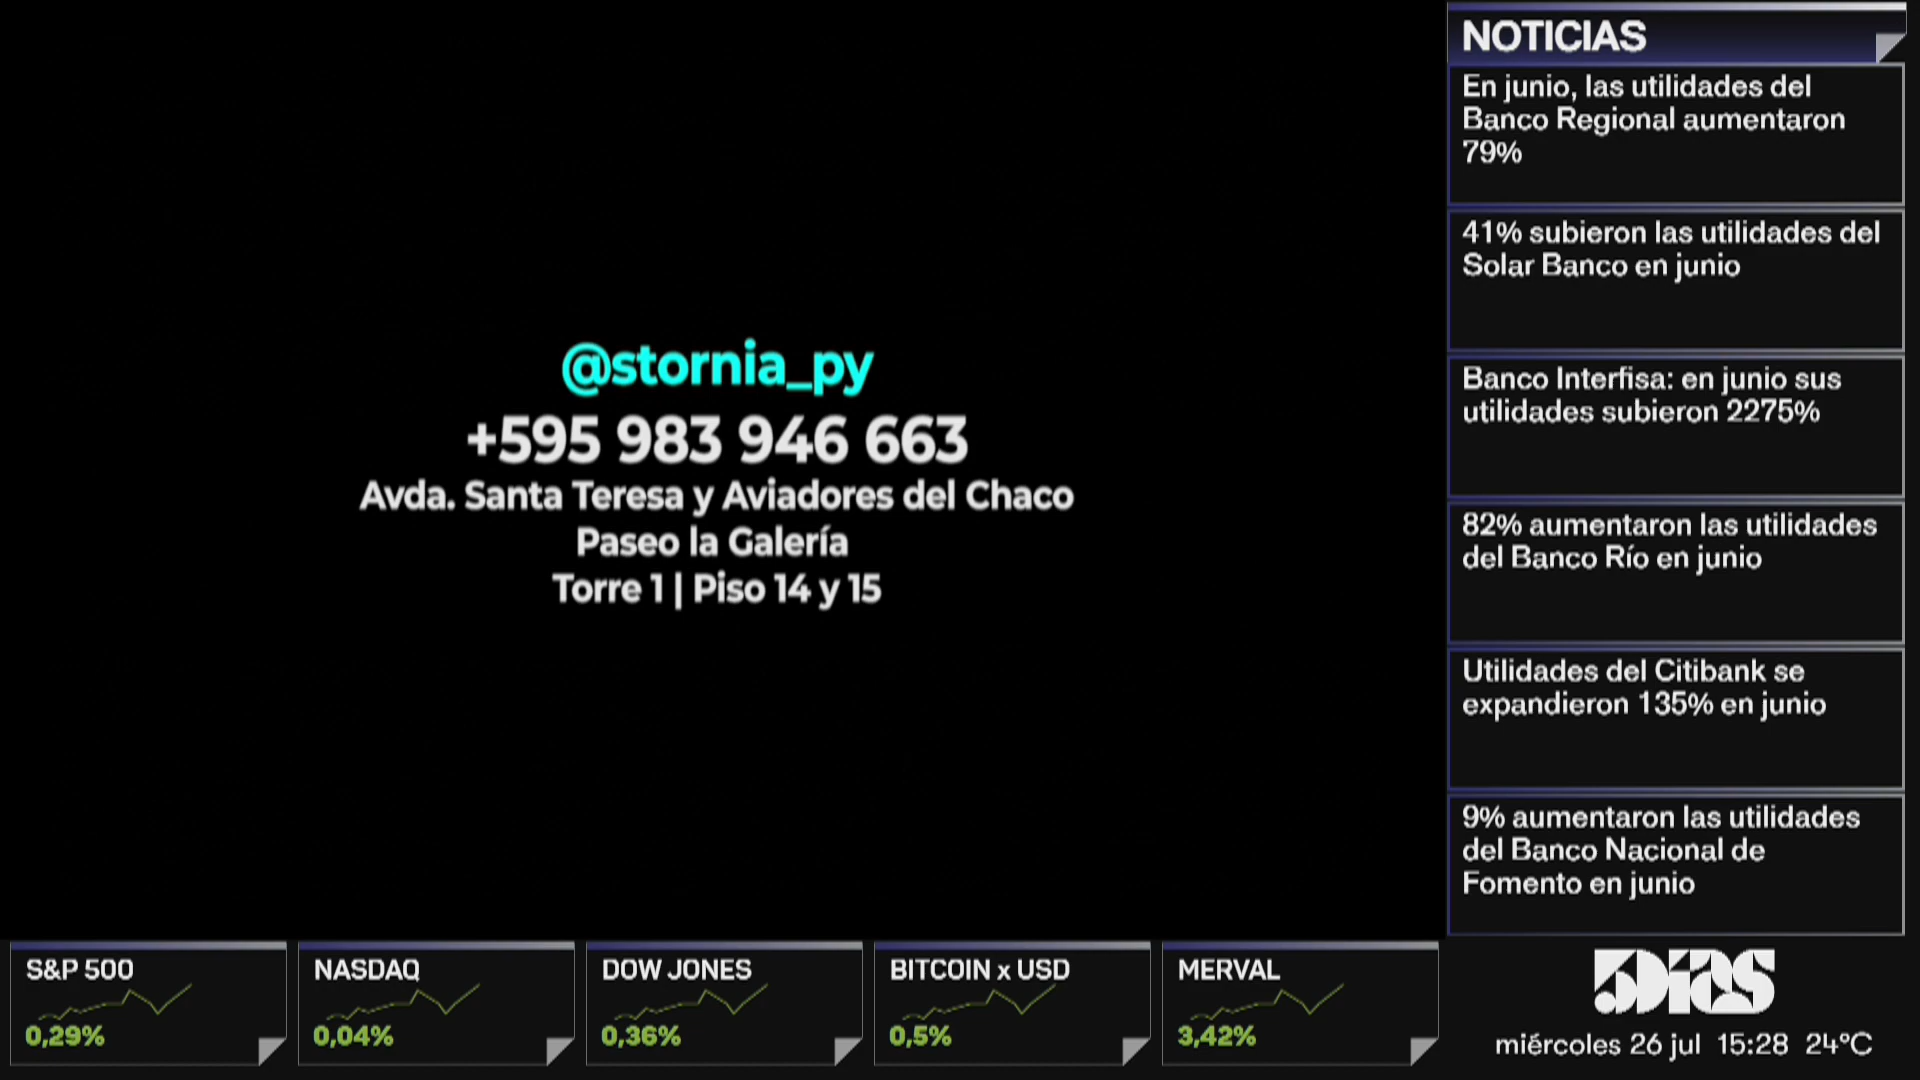 @stornia_py
+595 983 946 663
Avda. Santa Teresa y Aviadores del Chaco
Paseo la Galería
Torre 1 | Piso 14 y 15
NOTICIAS
En junio, las utilidades del
Banco Regional aumentaron
79%
41% subieron las utilidades del
Solar Banco en junio
Banco Interfisa: en junio sus
utilidades subieron 2275%
82% aumentaron las utilidades
del Banco Río en junio
Utilidades del Citibank se
expandieron 135% en junio
9% aumentaron las utilidades
del Banco Nacional de
Fomento en junio
S&P 500
0,29%
NASDAQ
0,04%
DOW JONES
0,36%
BITCOIN x USD
0,5%
MERVAL
3,42%
5DIAS
miércoles 26 jul 15:28 24°C